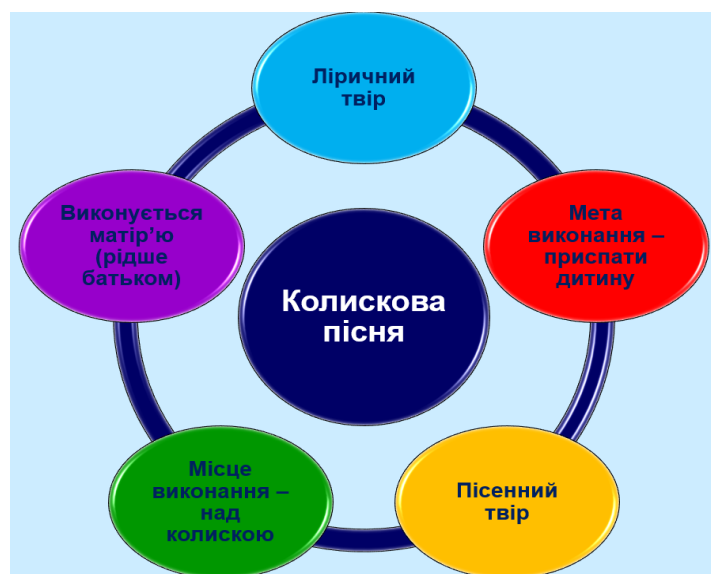 Ліричний
твір
Мета
виконання –
приспати
дитину
Пісенний
твір
Місце
виконання –
над
колискою
Виконується
матір’ю
(рідше
батьком)
Колискова
пісня